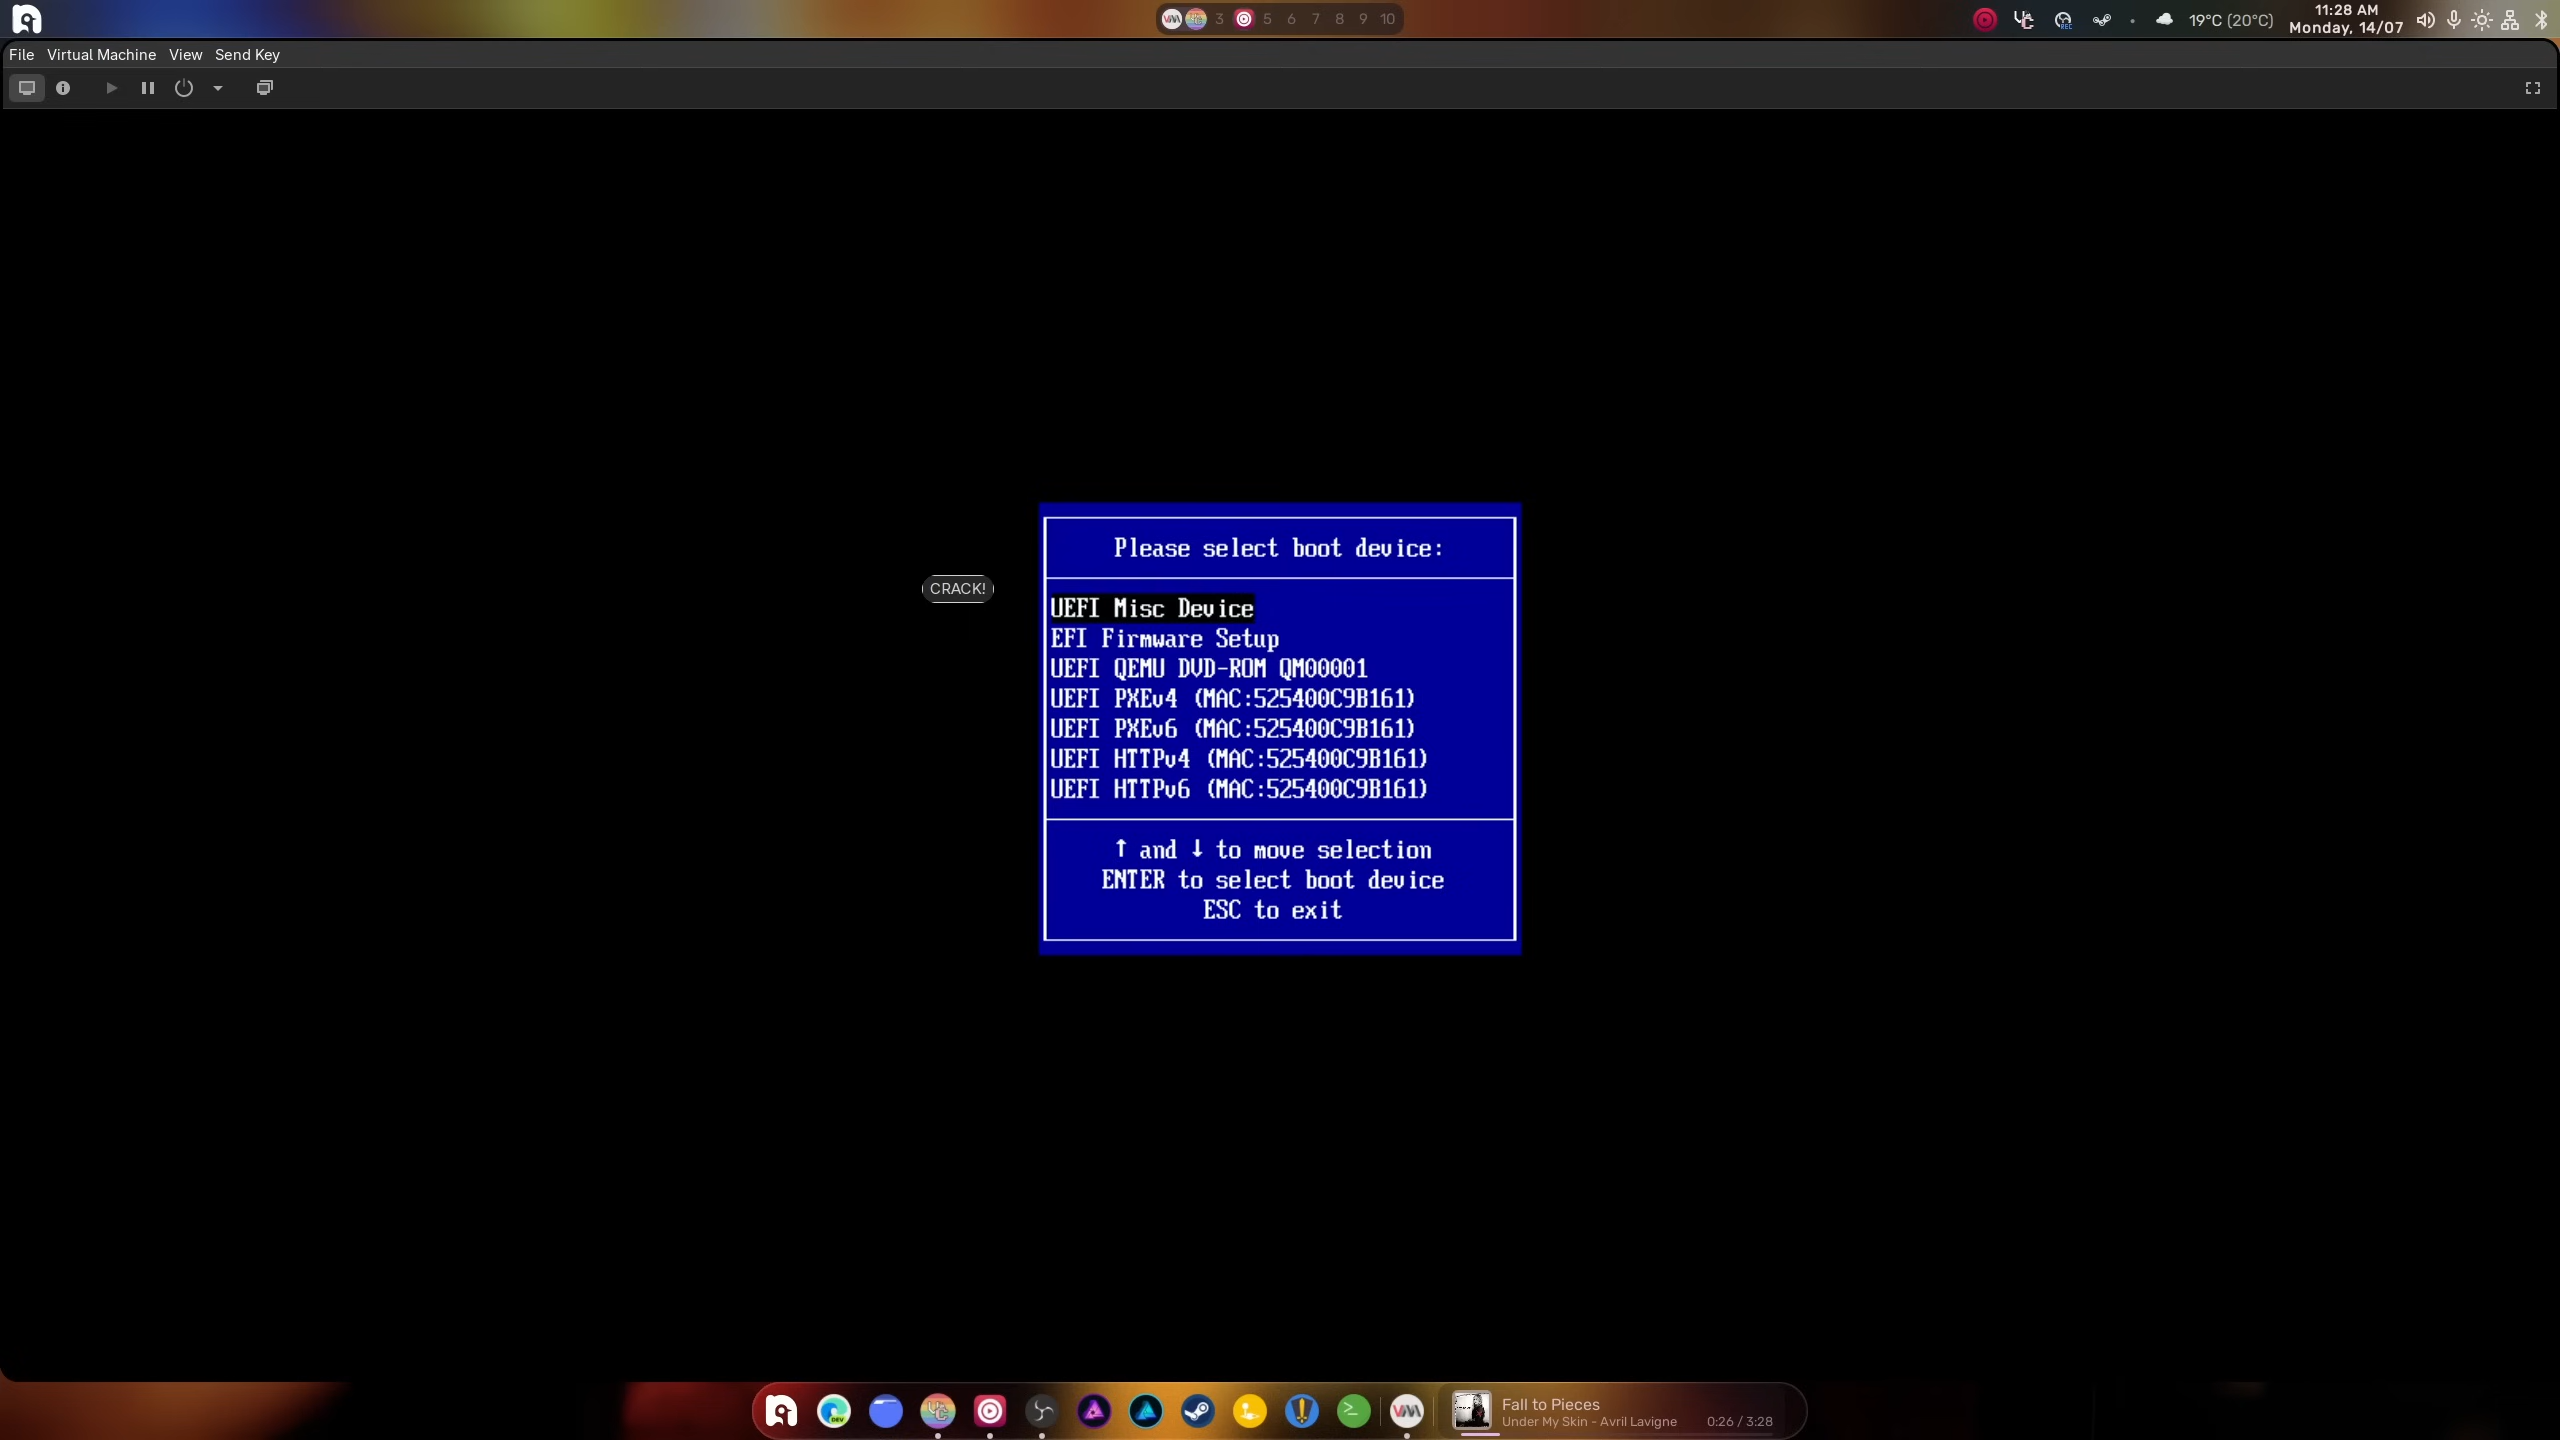 3 5 6 7 8 9 10
19°C (20°C)
11:28 AM
Monday, 14/07
File Virtual Machine View Send Key
Please select boot device:
CRACK!
UEFI Misc Device
EFI Firmware Setup
UEFI QEMU DVD-ROM QM00001
UEFI PXEv4 (MAC:525400C9B161)
UEFI PXEv6 (MAC:525400C9B161)
UEFI HTTPv4 (MAC:525400C9B161)
UEFI HTTPv6 (MAC:525400C9B161)
↑ and ↓ to move selection
ENTER to select boot device
ESC to exit
Fall to Pieces
Under My Skin - Avril Lavigne 0:26 / 3:28